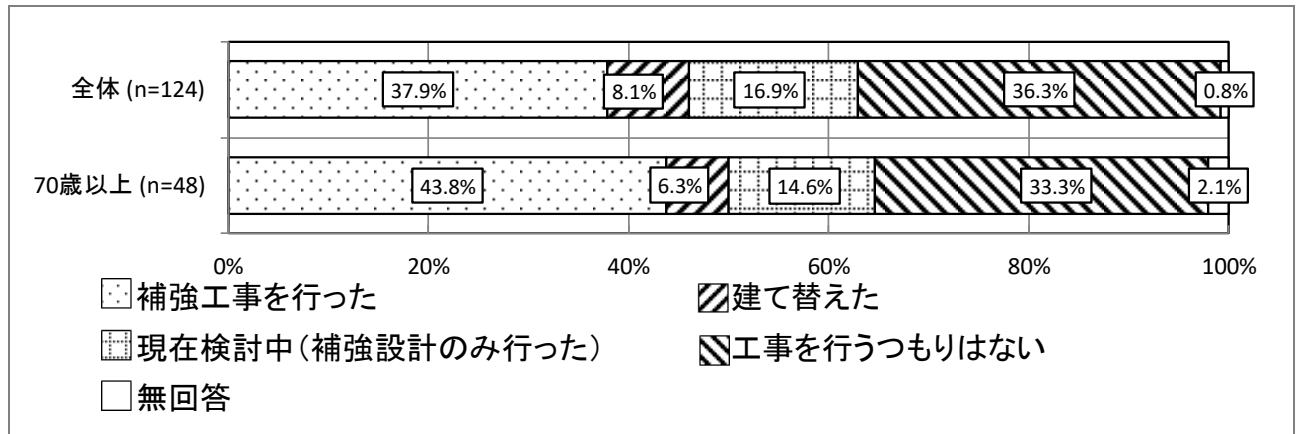 全体 (n=124)
37.9%
8.1%
16.9%
36.3%
0.8%
70歳以上 (n=48)
43.8%
6.3%
14.6%
33.3%
2.1%
0% 20% 40% 60% 80% 100%
補強工事を行った 建て替えた
現在検討中(補強設計のみ行った) 工事を行うつもりはない
無回答